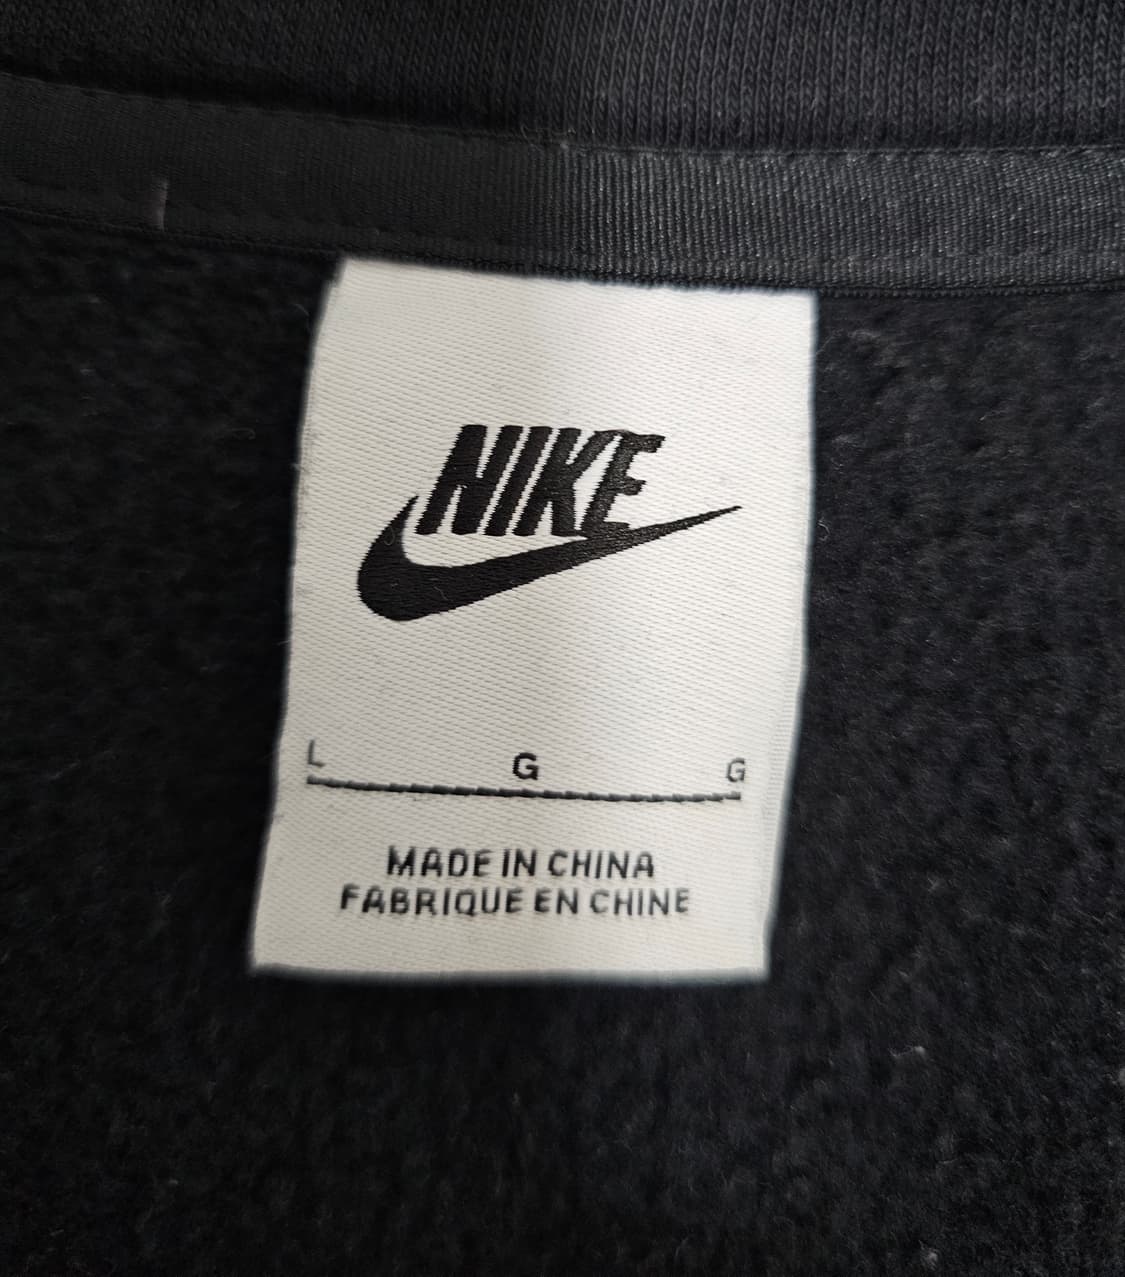 NIKE
L G G
MADE IN CHINA
FABRIQUE EN CHINE